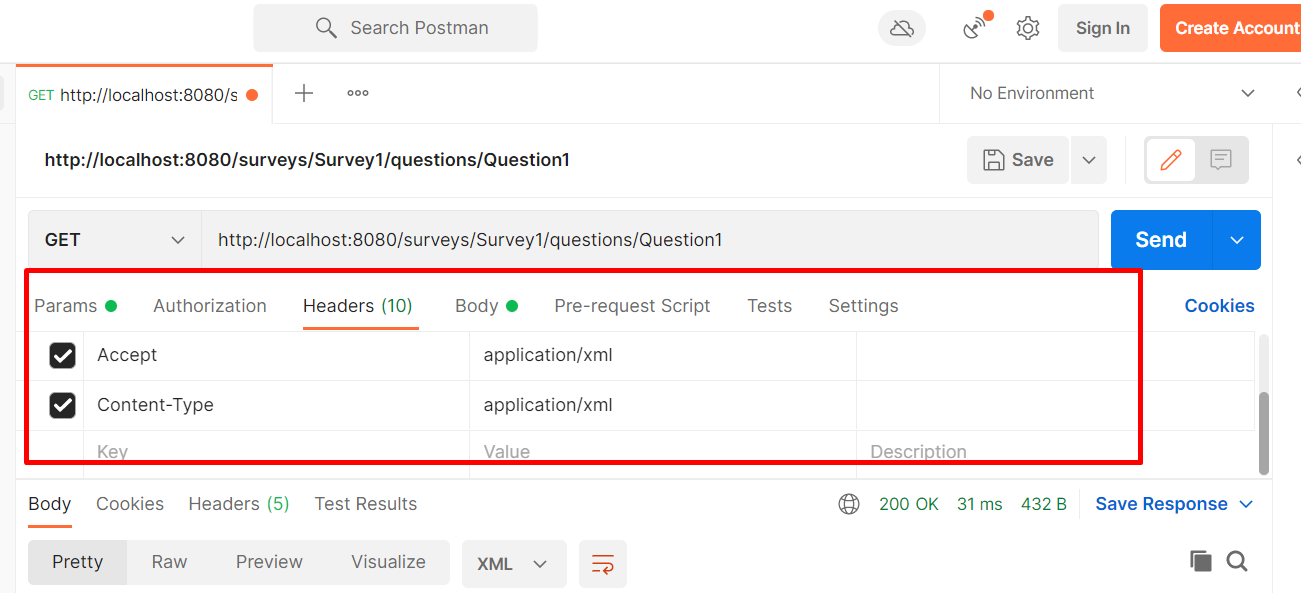 Search Postman Sign In Create Account
GET http://localhost:8080/s No Environment
http://localhost:8080/surveys/Survey1/questions/Question1 Save
GET http://localhost:8080/surveys/Survey1/questions/Question1 Send
Params Authorization Headers (10) Body Pre-request Script Tests Settings Cookies
Accept application/xml
Content-Type application/xml
Key Value Description
Body Cookies Headers (5) Test Results 200 OK 31 ms 432 B Save Response
Pretty Raw Preview Visualize XML